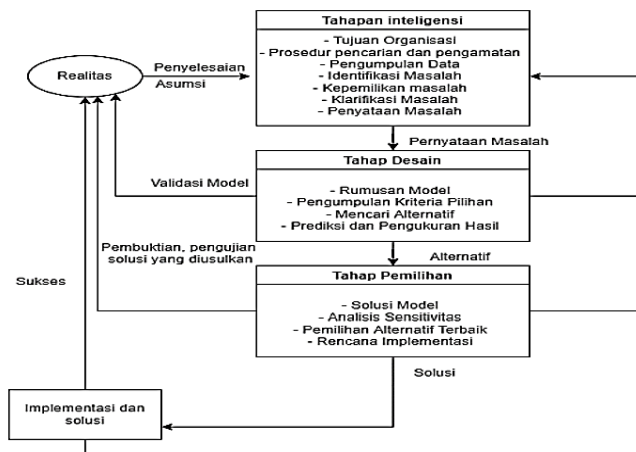 Tahapan inteligensi
- Tujuan Organisasi
- Prosedur pencarian dan pengamatan
- Pengumpulan Data
- Identifikasi Masalah
- Kepemilikan masalah
- Klarifikasi Masalah
- Penyataan Masalah
Realitas
Penyelesaian
Asumsi
Pernyataan Masalah
Tahap Desain
- Rumusan Model
- Pengumpulan Kriteria Pilihan
- Mencari Alternatif
- Prediksi dan Pengukuran Hasil
Validasi Model
Alternatif
Pembuktian, pengujian
solusi yang diusulkan
Tahap Pemilihan
- Solusi Model
- Analisis Sensitivitas
- Pemilihan Alternatif Terbaik
- Rencana Implementasi
Sukses
Solusi
Implementasi dan
solusi